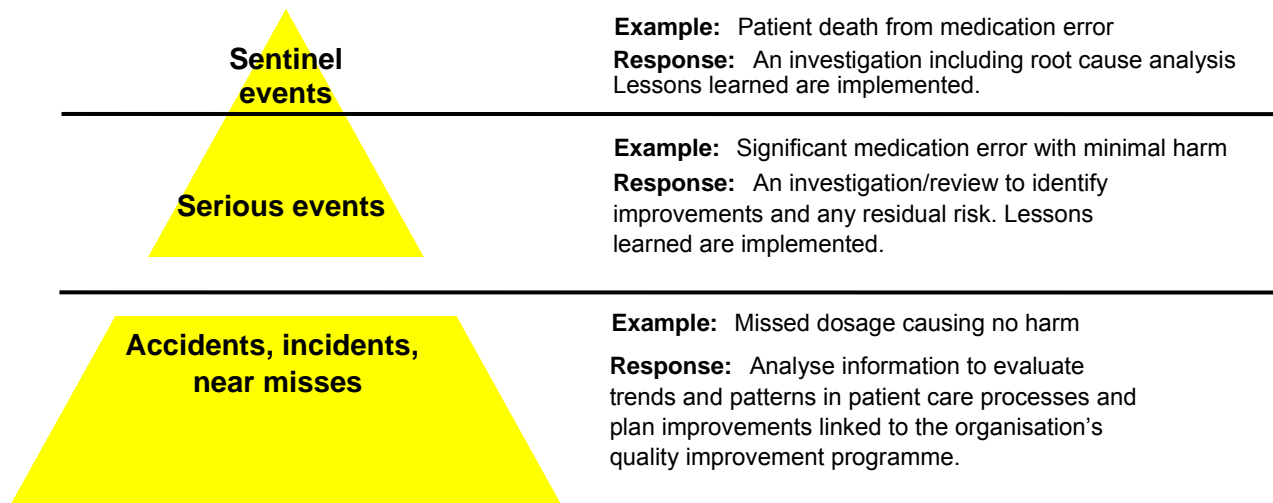 Sentinel
events
Example: Patient death from medication error
Response: An investigation including root cause analysis
Lessons learned are implemented.
Serious events
Example: Significant medication error with minimal harm
Response: An investigation/review to identify
improvements and any residual risk. Lessons
learned are implemented.
Accidents, incidents,
near misses
Example: Missed dosage causing no harm
Response: Analyse information to evaluate
trends and patterns in patient care processes and
plan improvements linked to the organisation's
quality improvement programme.